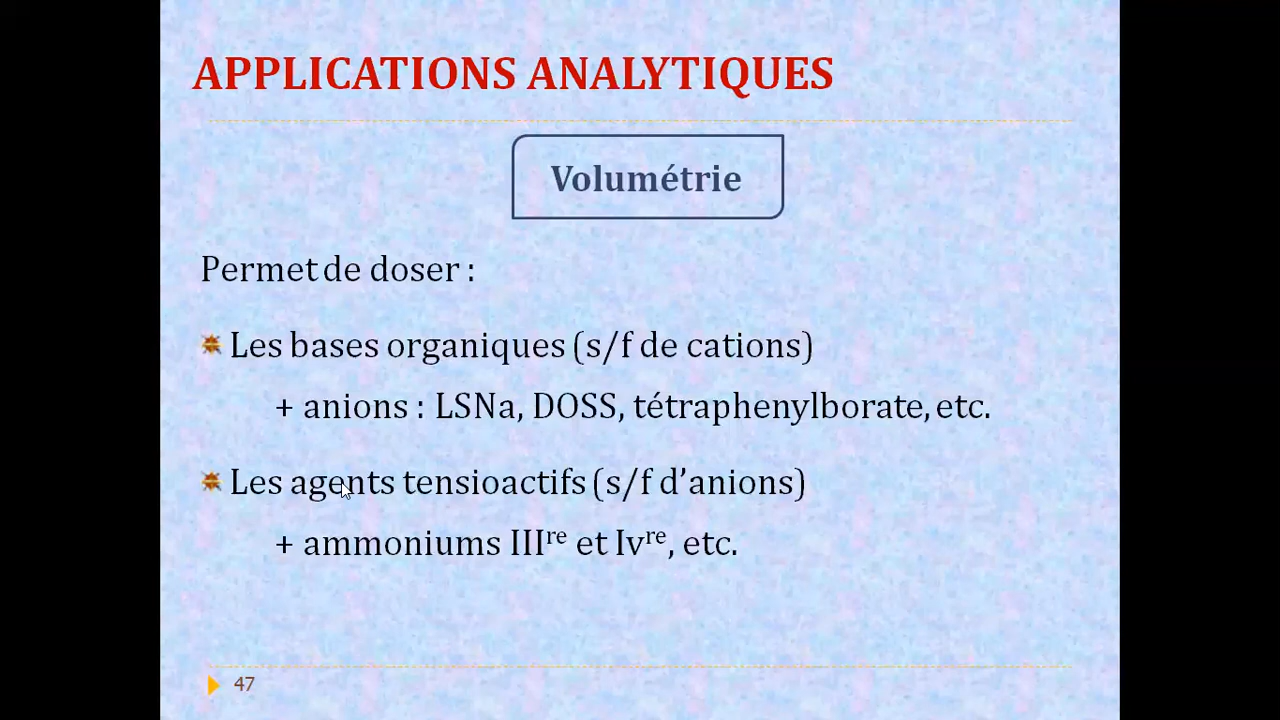 APPLICATIONS ANALYTIQUES
Volumétrie
Permet de doser :
Les bases organiques (s/f de cations)
+ anions : LSNa, DOSS, tétraphenylborate, etc.
Les agents tensioactifs (s/f d’anions)
+ ammoniums IIIʳᵉ et Ivʳᵉ, etc.
47